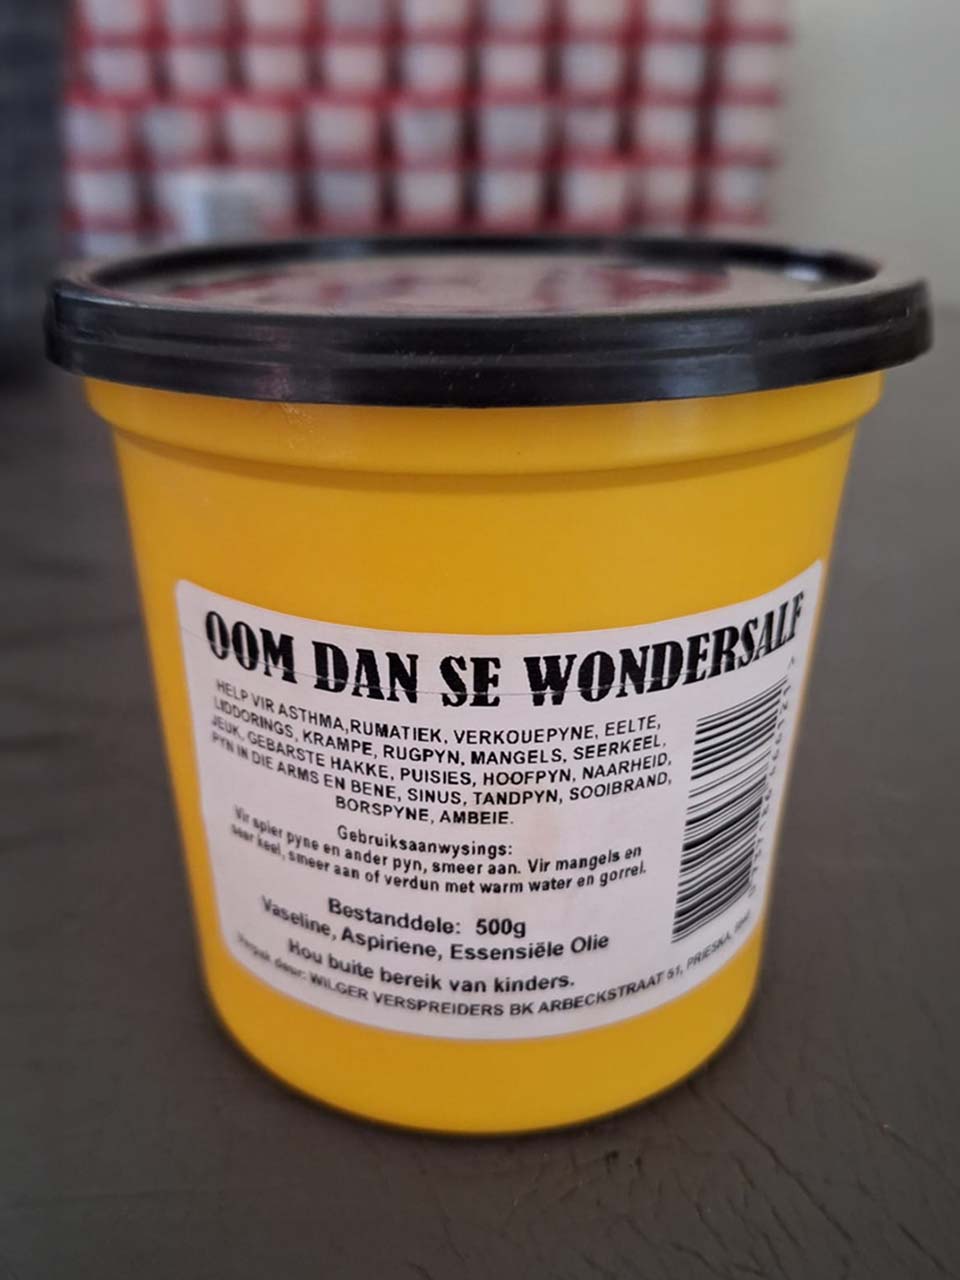 OOM DAN SE WONDERSALF
HELP VIR ASTHMA,RUMATIEK, VERKOUEPYNE, EELTE,
LIDDORINGS, KRAMPE, RUGPYN, MANGELS, SEERKEEL,
JEUK, GEBARSTE HAKKE, PUISIES, HOOFPYN, NAARHEID,
PYN IN DIE ARMS EN BENE, SINUS, TANDPYN, SOOIBRAND,
BORSPYNE, AMBEIE.
Gebruiksaanwysings:
Vir spier pyne en ander pyn, smeer aan. Vir mangels en
seer keel, smeer aan of verdun met warm water en gorrel.
Bestanddele: 500g
Vaseline, Aspiriene, Essensiële Olie
Hou buite bereik van kinders.
Verpak deur: WILGER VERSPREIDERS BK ARBECKSTRAAT 51, PRIESKA,